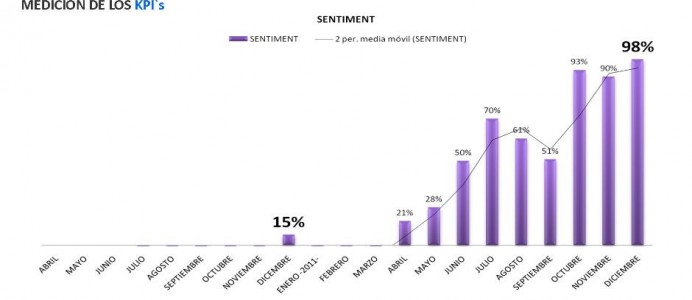 MEDICIÓN DE LOS KPI`s
SENTIMENT
SENTIMENT
2 per. media móvil (SENTIMENT)
98%
93%
90%
70%
61%
50%
51%
28%
21%
15%
ABRIL
MAYO
JUNIO
JULIO
AGOSTO
SEPTIEMBRE
OCTUBRE
NOVIEMBRE
DICIEMBRE
ENERO -2011-
FEBRERO
MARZO
ABRIL
MAYO
JUNIO
JULIO
AGOSTO
SEPTIEMBRE
OCTUBRE
NOVIEMBRE
DICIEMBRE